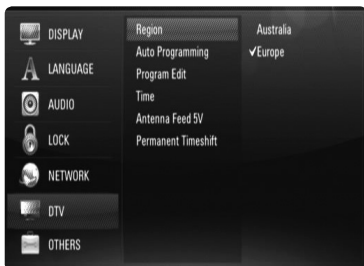 DISPLAY
LANGUAGE
AUDIO
LOCK
NETWORK
DTV
OTHERS
Region
Auto Programming
Program Edit
Time
Antenna Feed 5V
Permanent Timeshift
Australia
✓Europe